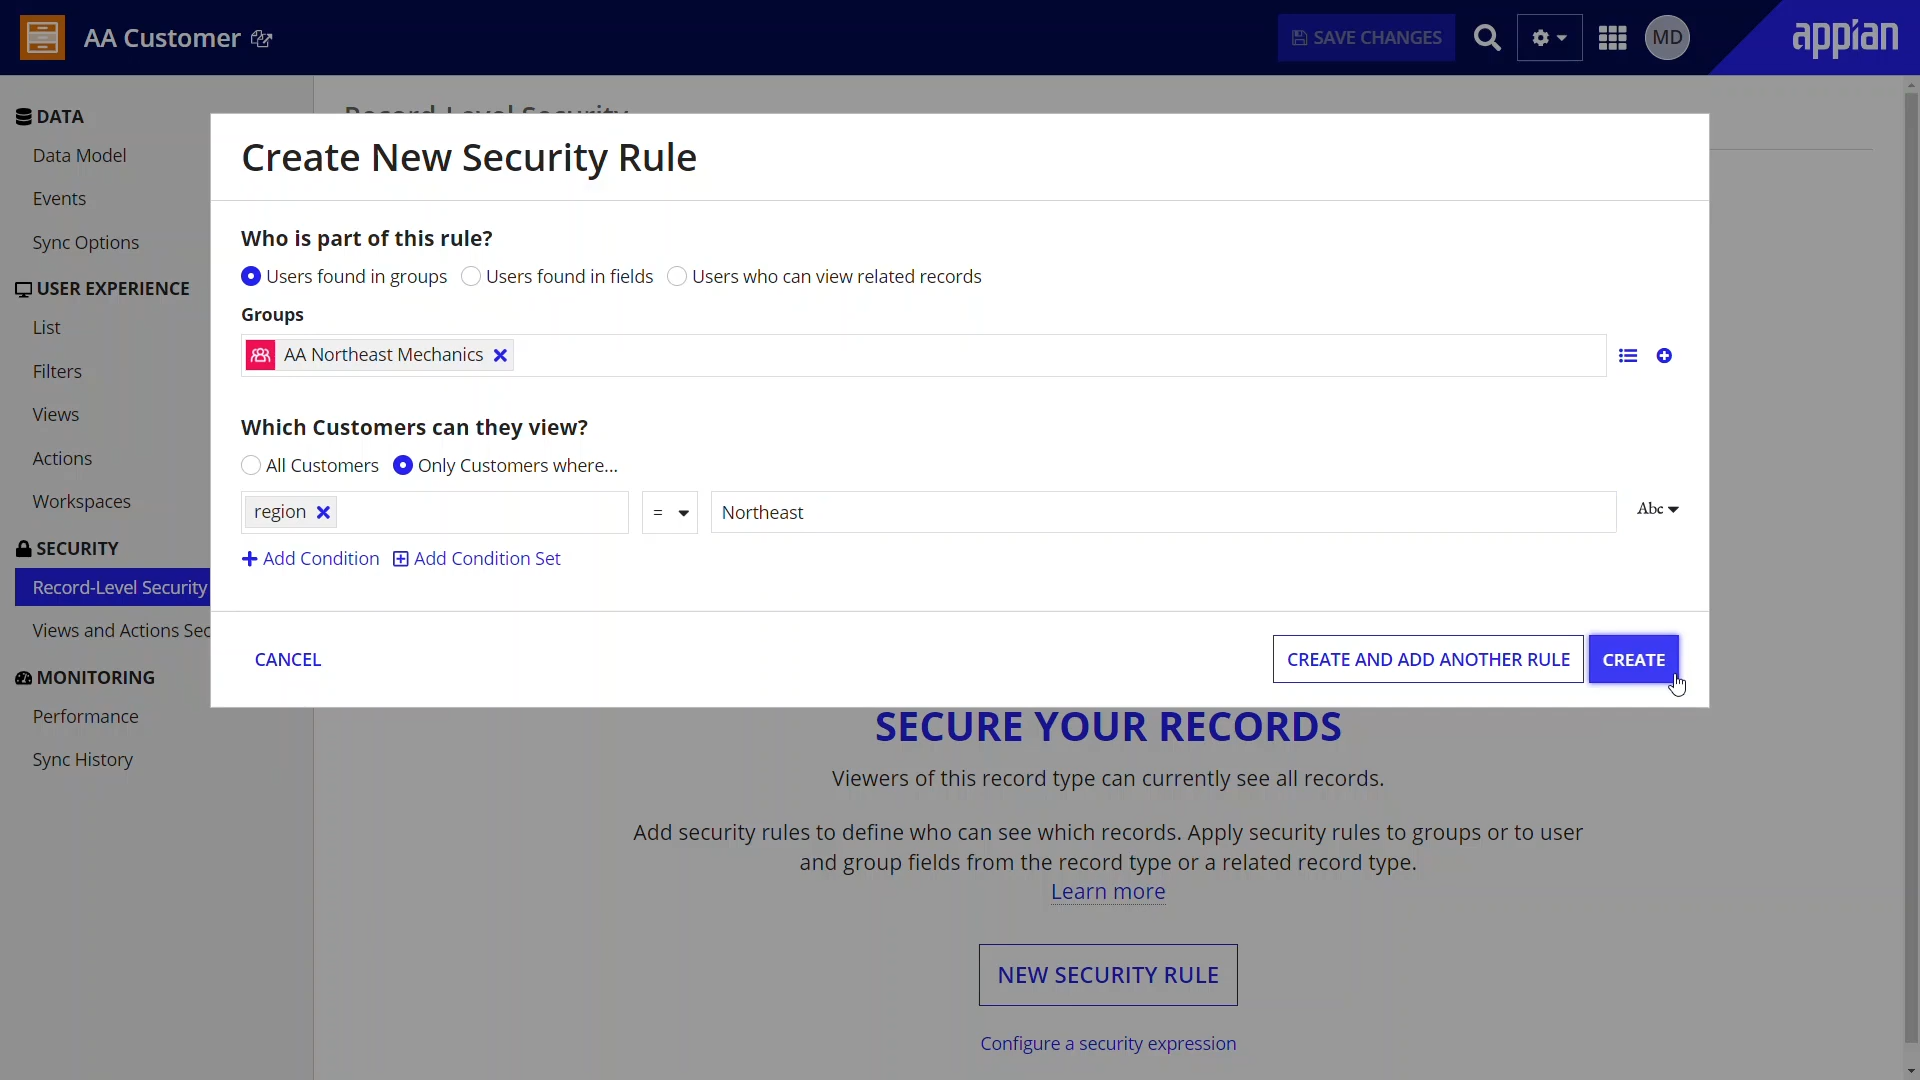 AA Customer
SAVE CHANGES
MD
appian
DATA
Data Model
Events
Sync Options
USER EXPERIENCE
List
Filters
Views
Actions
Workspaces
SECURITY
Record-Level Security
Views and Actions Sec
MONITORING
Performance
Sync History
Record-Level Security
Create New Security Rule
Who is part of this rule?
Users found in groups Users found in fields Users who can view related records
Groups
AA Northeast Mechanics
Which Customers can they view?
All Customers Only Customers where...
region = Northeast Abc
Add Condition Add Condition Set
CANCEL CREATE AND ADD ANOTHER RULE CREATE
SECURE YOUR RECORDS
Viewers of this record type can currently see all records.
Add security rules to define who can see which records. Apply security rules to groups or to user
and group fields from the record type or a related record type.
Learn more
NEW SECURITY RULE
Configure a security expression